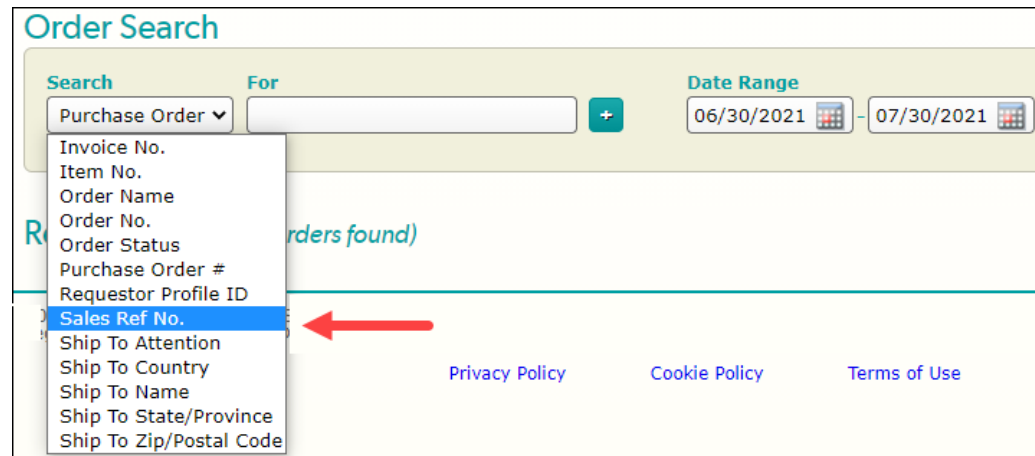 Order Search
Search For Date Range
Purchase Order + 06/30/2021 - 07/30/2021
Invoice No.
Item No.
Order Name
Order No.
Order Status
rders found)
Purchase Order #
Requestor Profile ID
Sales Ref No.
Ship To Attention
Ship To Country
Privacy Policy Cookie Policy Terms of Use
Ship To Name
Ship To State/Province
Ship To Zip/Postal Code